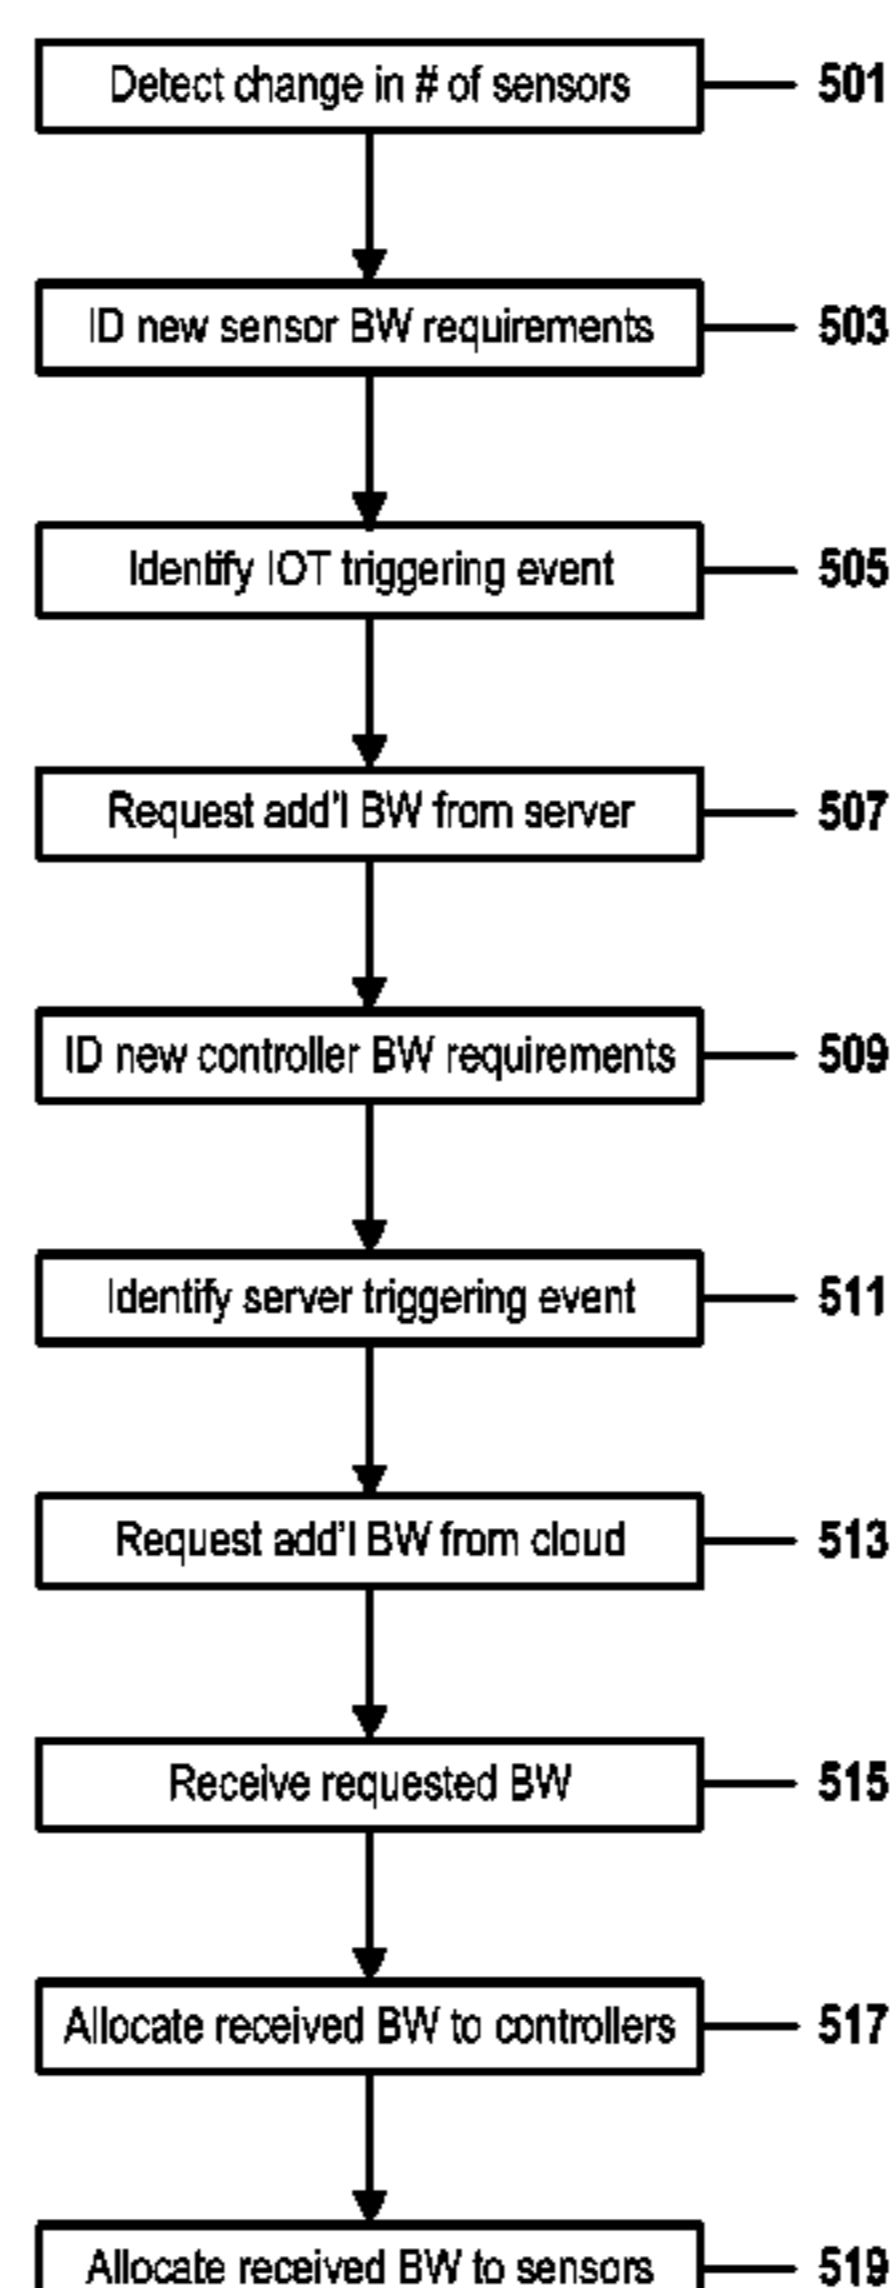 Detect change in # of sensors 501
ID new sensor BW requirements 503
Identify IOT triggering event 505
Request add'l BW from server 507
ID new controller BW requirements 509
Identify server triggering event 511
Request add'l BW from cloud 513
Receive requested BW 515
Allocate received BW to controllers 517
Allocate received BW to sensors 519